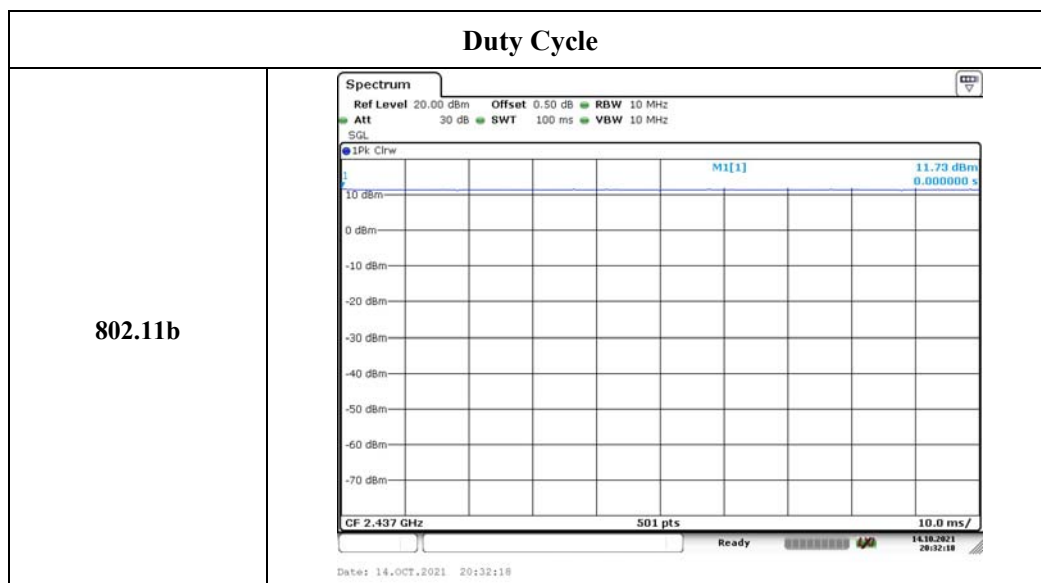 Duty Cycle
802.11b
Spectrum
Ref Level 20.00 dBm Offset 0.50 dB RBW 10 MHz
Att 30 dB SWT 100 ms VBW 10 MHz
SGL
1Pk Clrw
M1[1] 11.73 dBm
0.000000 s
1
10 dBm
0 dBm
-10 dBm
-20 dBm
-30 dBm
-40 dBm
-50 dBm
-60 dBm
-70 dBm
CF 2.437 GHz 501 pts 10.0 ms/
Ready 14.10.2021
20:32:18
Date: 14.OCT.2021 20:32:18